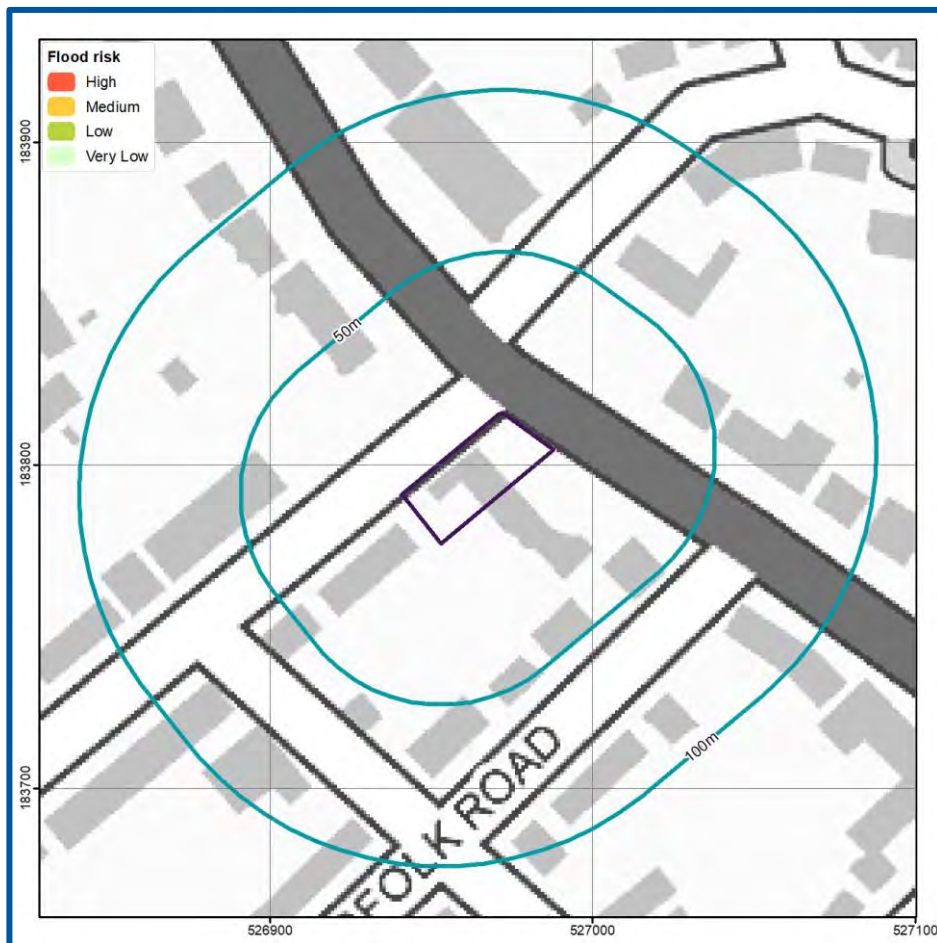 Flood risk
High
Medium
Low
Very Low
183900
50m
183800
100m
183700
FOLK ROAD
526900
527000
527100